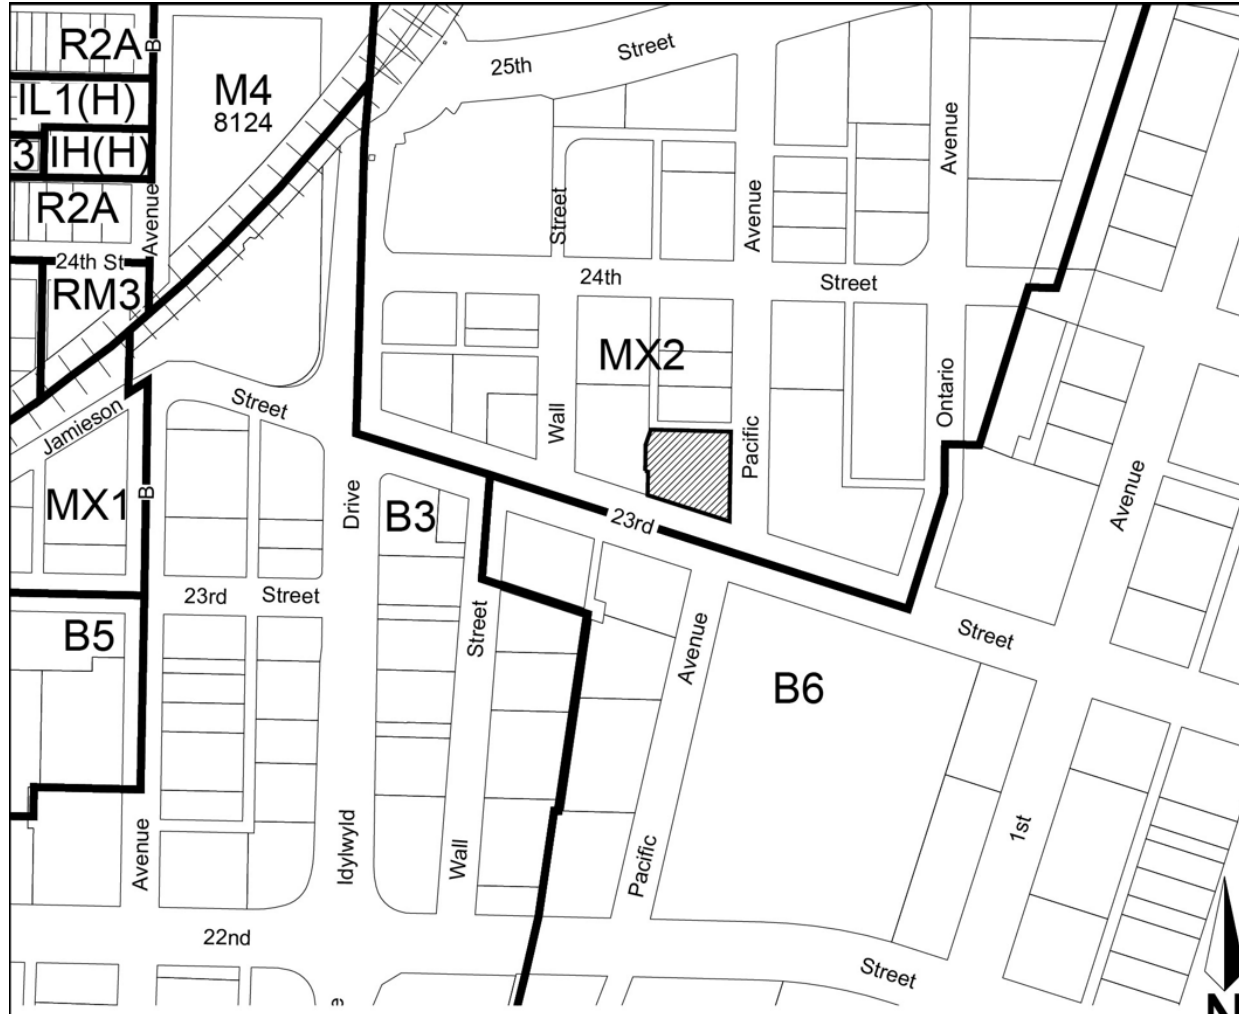 R2A
B
IL1(H)
3
IH(H)
R2A
Avenue
24th St
RM3
M4
8124
25th
Street
Street
Avenue
Avenue
24th
Street
MX2
Jamieson
Street
Wall
Pacific
Ontario
MX1
B
Drive
B3
23rd
Avenue
23rd
Street
Street
Avenue
Street
B5
B6
Avenue
Idylwyld
Wall
Pacific
1st
22nd
Street
e
N